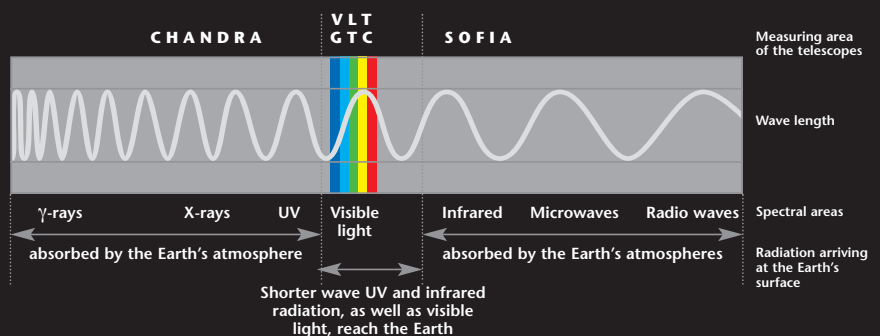 CHANDRA
VLT
GTC
SOFIA
Measuring area
of the telescopes
Wave length
γ-rays
X-rays
UV
Visible
light
Infrared
Microwaves
Radio waves
Spectral areas
absorbed by the Earth's atmosphere
absorbed by the Earth's atmospheres
Radiation arriving
at the Earth's
surface
Shorter wave UV and infrared
radiation, as well as visible
light, reach the Earth